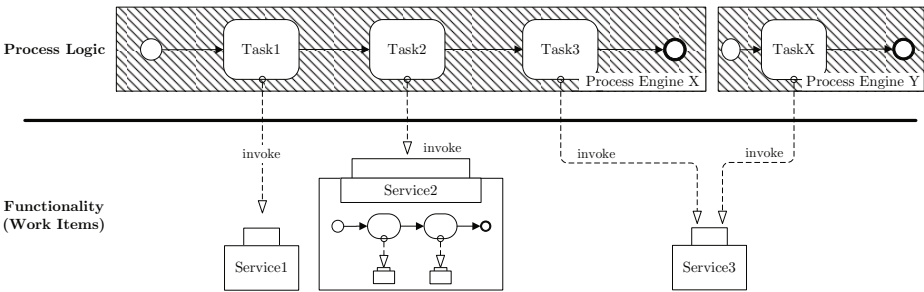 Process Logic
Task1
Task2
Task3
TaskX
Process Engine X
Process Engine Y
invoke
invoke
invoke
invoke
Service2
Functionality
(Work Items)
Service1
Service3